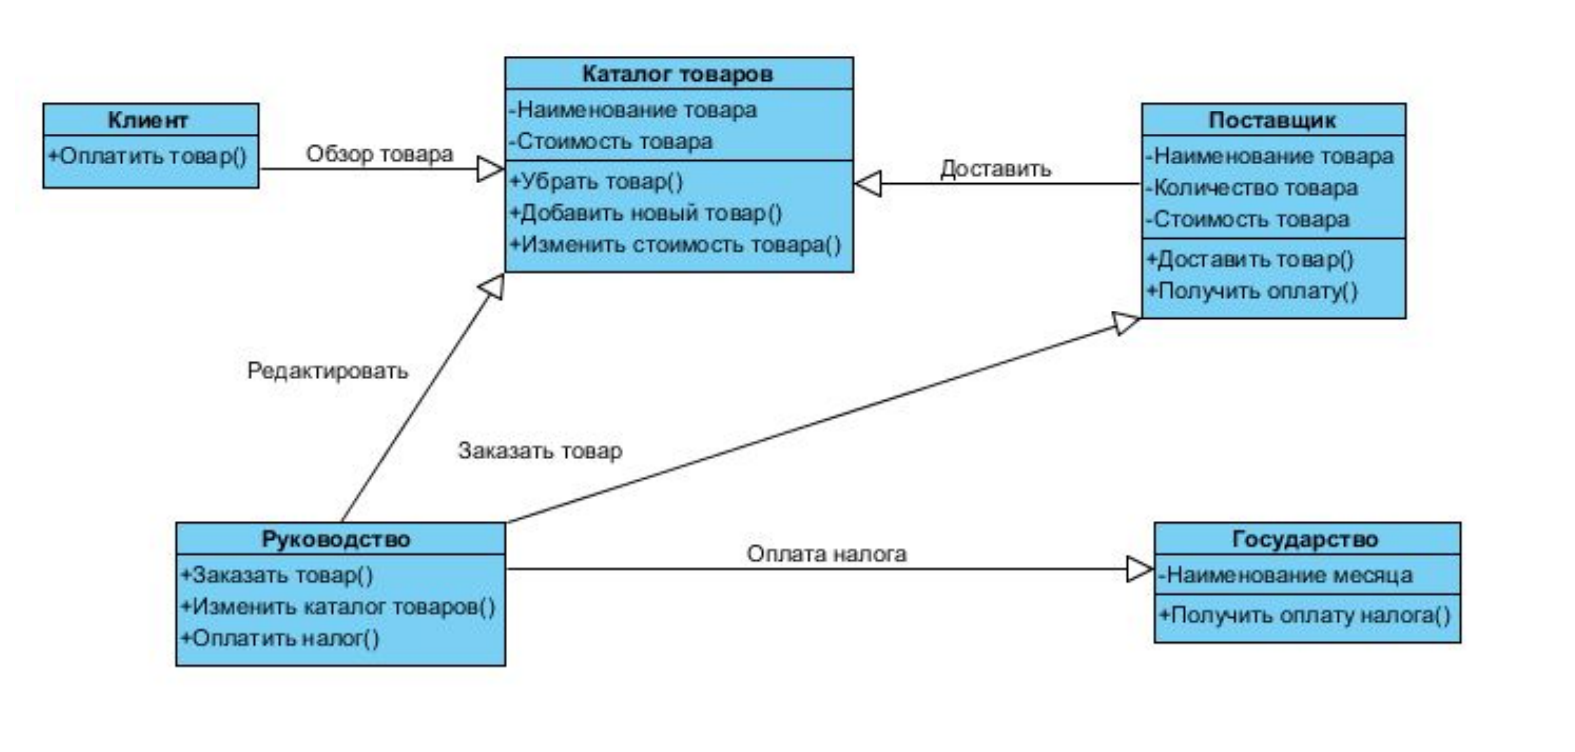 Каталог товаров
-Наименование товара
-Стоимость товара
+Убрать товар()
+Добавить новый товар()
+Изменить стоимость товара()
Клиент
+Оплатить товар()
Обзор товара
Поставщик
-Наименование товара
-Количество товара
-Стоимость товара
+Доставить товар()
+Получить оплату()
Доставить
Редактировать
Заказать товар
Руководство
+Заказать товар()
+Изменить каталог товаров()
+Оплатить налог()
Оплата налога
Государство
-Наименование месяца
+Получить оплату налога()